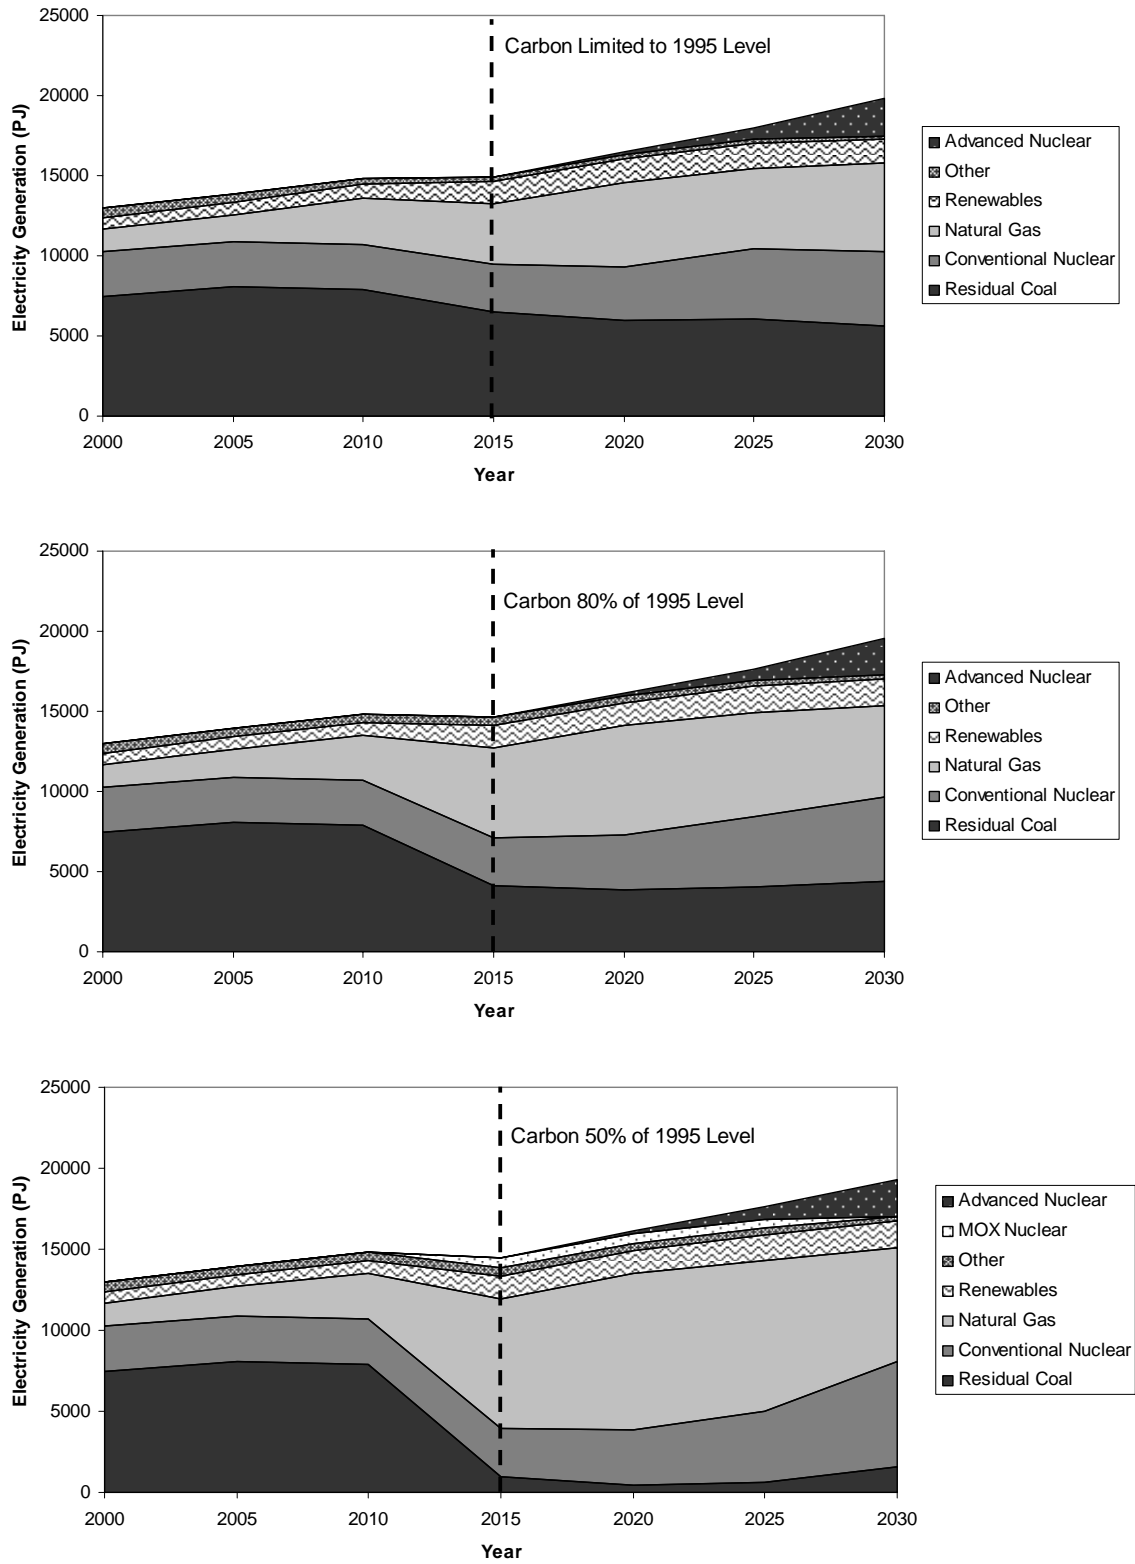 25000
20000
15000
10000
5000
0
Electricity Generation (PJ)
Carbon Limited to 1995 Level
2000 2005 2010 2015 2020 2025 2030
Year
Advanced Nuclear
Other
Renewables
Natural Gas
Conventional Nuclear
Residual Coal
25000
20000
15000
10000
5000
0
Electricity Generation (PJ)
Carbon 80% of 1995 Level
2000 2005 2010 2015 2020 2025 2030
Year
Advanced Nuclear
Other
Renewables
Natural Gas
Conventional Nuclear
Residual Coal
25000
20000
15000
10000
5000
0
Electricity Generation (PJ)
Carbon 50% of 1995 Level
2000 2005 2010 2015 2020 2025 2030
Year
Advanced Nuclear
MOX Nuclear
Other
Renewables
Natural Gas
Conventional Nuclear
Residual Coal